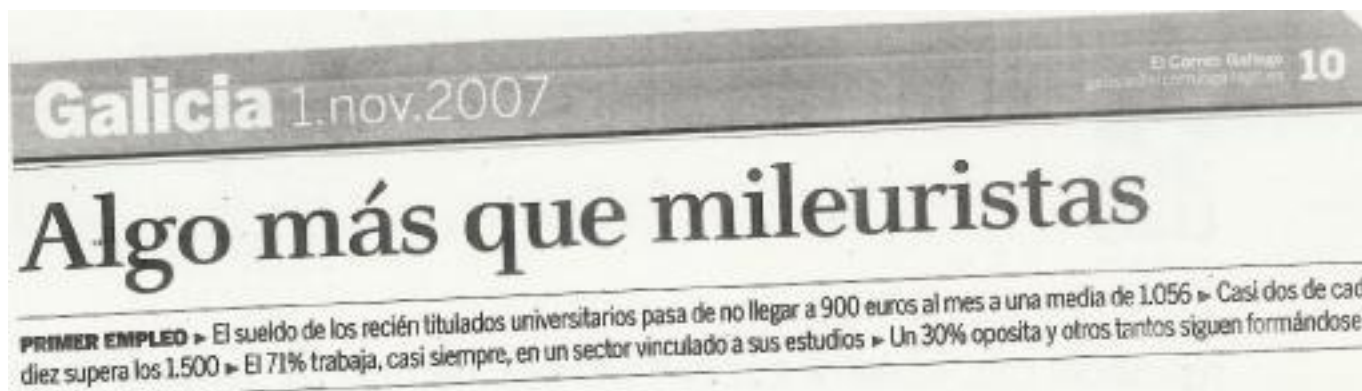 Galicia 1.nov.2007
El Correo Gallego 10
Algo más que mileuristas
PRIMER EMPLEO ▸ El sueldo de los recién titulados universitarios pasa de no llegar a 900 euros al mes a una media de 1.056 ▸ Casi dos de cad
diez supera los 1.500 ▸ El 71% trabaja, casi siempre, en un sector vinculado a sus estudios ▸ Un 30% oposita y otros tantos siguen formándose